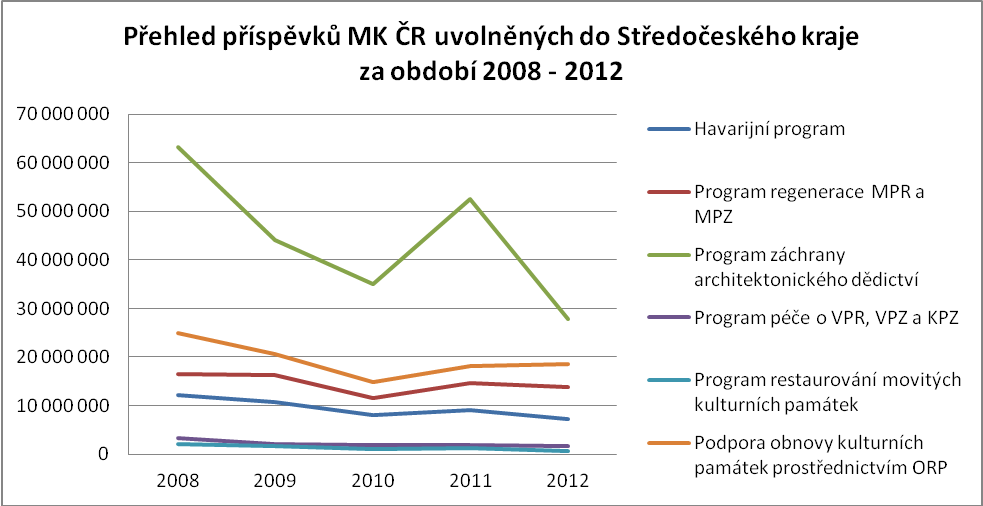 Přehled příspěvků MK ČR uvolněných do Středočeského kraje
za období 2008 - 2012
70 000 000
60 000 000
50 000 000
40 000 000
30 000 000
20 000 000
10 000 000
0
2008 2009 2010 2011 2012
Havarijní program
Program regenerace MPR a
MPZ
Program záchrany
architektonického dědictví
Program péče o VPR, VPZ a KPZ
Program restaurování movitých
kulturních památek
Podpora obnovy kulturních
památek prostřednictvím ORP